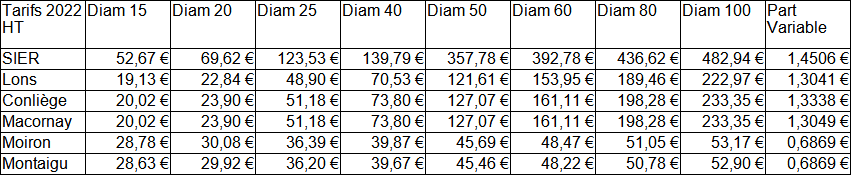 Tarifs 2022 HT Diam 15 Diam 20 Diam 25 Diam 40 Diam 50 Diam 60 Diam 80 Diam 100 Part Variable
SIER 52,67 € 69,62 € 123,53 € 139,79 € 357,78 € 392,78 € 436,62 € 482,94 € 1,4506 €
Lons 19,13 € 22,84 € 48,90 € 70,53 € 121,61 € 153,95 € 189,46 € 222,97 € 1,3041 €
Conliège 20,02 € 23,90 € 51,18 € 73,80 € 127,07 € 161,11 € 198,28 € 233,35 € 1,3338 €
Macornay 20,02 € 23,90 € 51,18 € 73,80 € 127,07 € 161,11 € 198,28 € 233,35 € 1,3049 €
Moiron 28,78 € 30,08 € 36,39 € 39,87 € 45,69 € 48,47 € 51,05 € 53,17 € 0,6869 €
Montaigu 28,63 € 29,92 € 36,20 € 39,67 € 45,46 € 48,22 € 50,78 € 52,90 € 0,6869 €